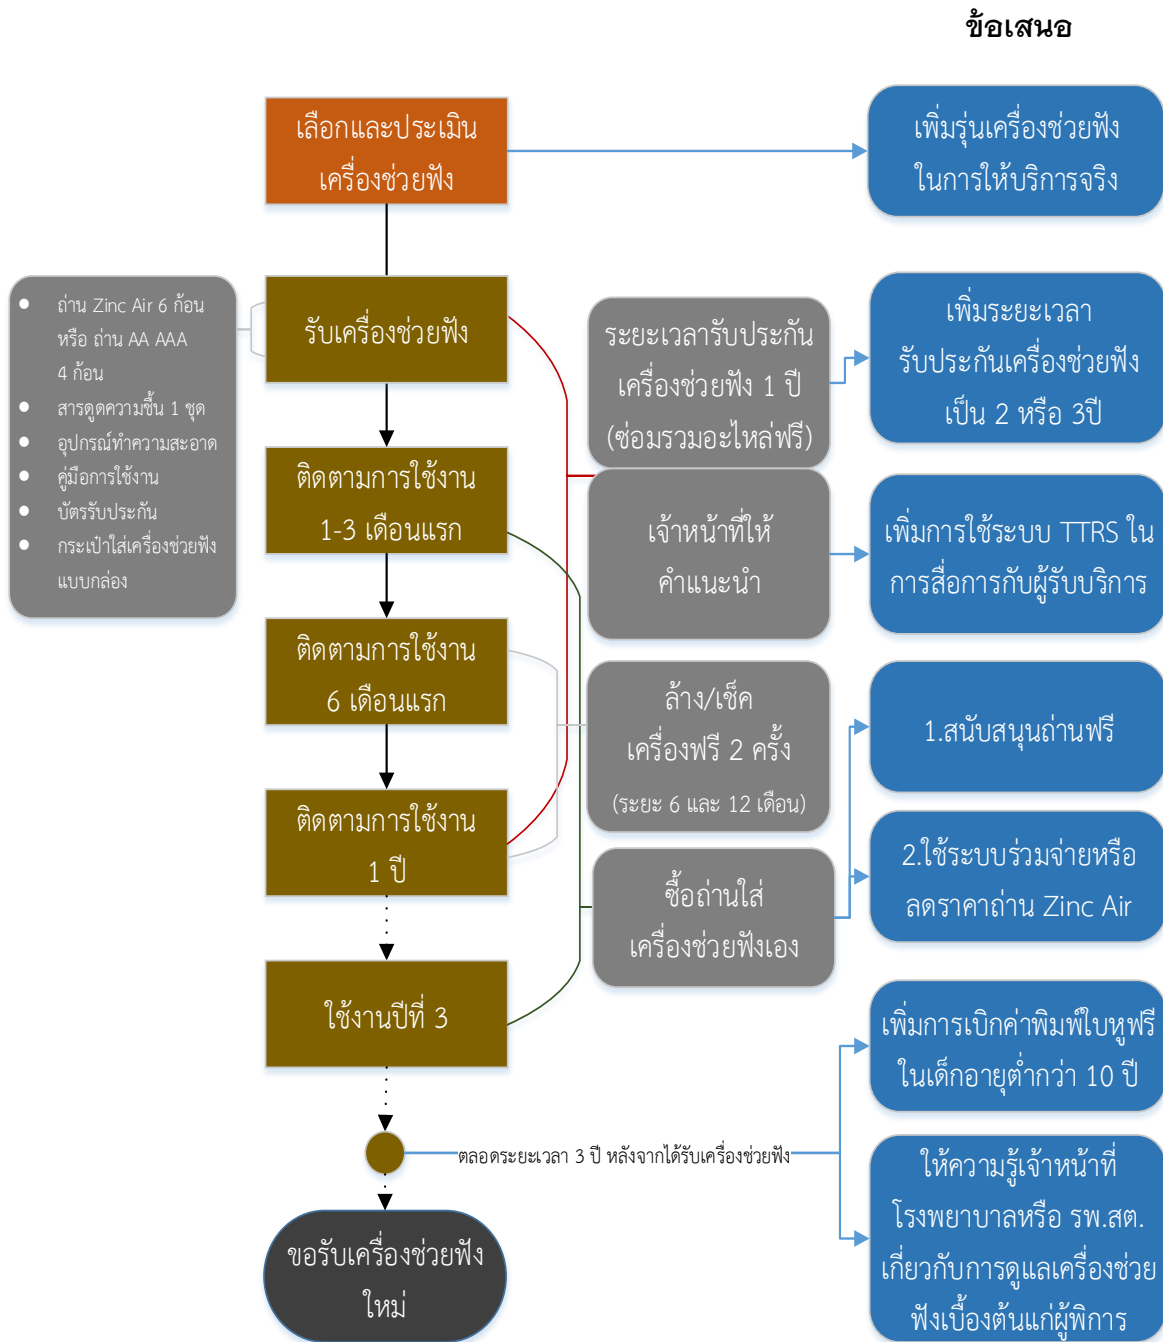 ข้อเสนอ
เลือกและประเมิน
เครื่องช่วยฟัง
เพิ่มรุ่นเครื่องช่วยฟัง
ในการให้บริการจริง
ถ่าน Zinc Air 6 ก้อน
หรือ ถ่าน AA AAA
4 ก้อน
สารดูดความชื้น 1 ชุด
อุปกรณ์ทำความสะอาด
คู่มือการใช้งาน
บัตรรับประกัน
กระเป๋าใส่เครื่องช่วยฟัง
แบบกล่อง
รับเครื่องช่วยฟัง
ระยะเวลารับประกัน
เครื่องช่วยฟัง 1 ปี
(ซ่อมรวมอะไหล่ฟรี)
เพิ่มระยะเวลา
รับประกันเครื่องช่วยฟัง
เป็น 2 หรือ 3ปี
ติดตามการใช้งาน
1-3 เดือนแรก
เจ้าหน้าที่ให้
คำแนะนำ
เพิ่มการใช้ระบบ TTRS ใน
การสื่อการกับผู้รับบริการ
ติดตามการใช้งาน
6 เดือนแรก
ล้าง/เช็ค
เครื่องฟรี 2 ครั้ง
(ระยะ 6 และ 12 เดือน)
1.สนับสนุนถ่านฟรี
ติดตามการใช้งาน
1 ปี
ซื้อถ่านใส่
เครื่องช่วยฟังเอง
2.ใช้ระบบร่วมจ่ายหรือ
ลดราคาถ่าน Zinc Air
ใช้งานปีที่ 3
เพิ่มการเบิกค่าพิมพ์ใบหูฟรี
ในเด็กอายุต่ำกว่า 10 ปี
ตลอดระยะเวลา 3 ปี หลังจากได้รับเครื่องช่วยฟัง
ให้ความรู้เจ้าหน้าที่
โรงพยาบาลหรือ รพ.สต.
เกี่ยวกับการดูแลเครื่องช่วย
ฟังเบื้องต้นแก่ผู้พิการ
ขอรับเครื่องช่วยฟัง
ใหม่